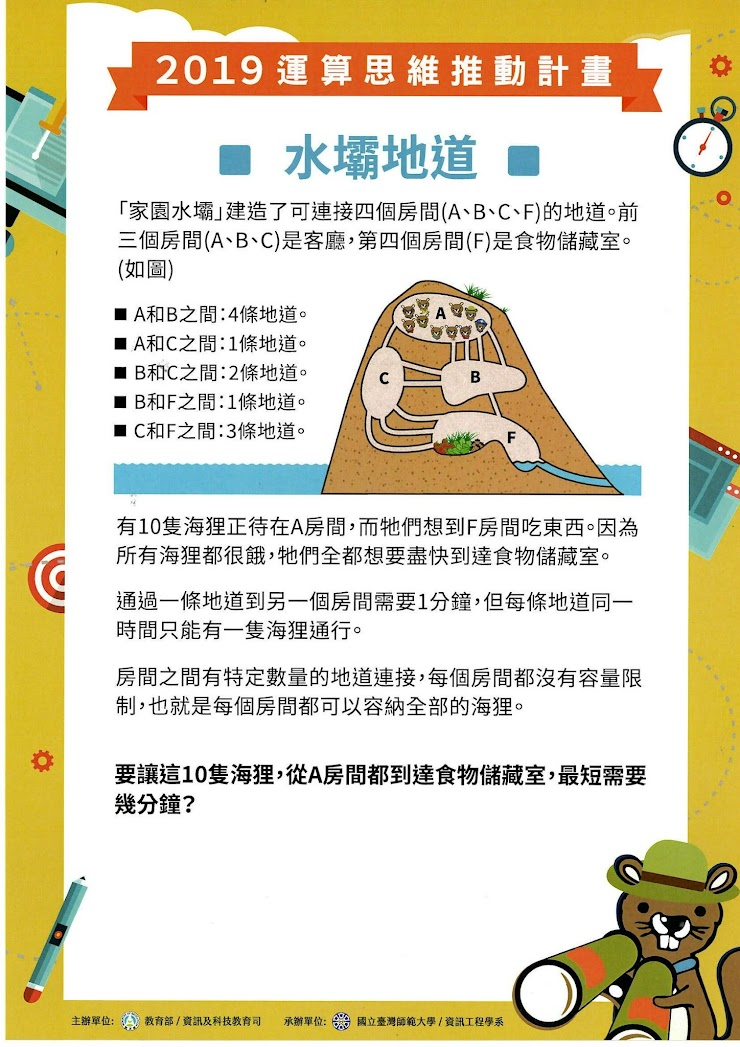 2019運算思維推動計畫
水壩地道
「家園水壩」建造了可連接四個房間(A、B、C、F)的地道。前
三個房間(A、B、C)是客廳，第四個房間(F)是食物儲藏室。
(如圖)
■ A和B之間：4條地道。
■ A和C之間：1條地道。
■ B和C之間：2條地道。
■ B和F之間：1條地道。
■ C和F之間：3條地道。
A
C
B
F
有10隻海狸正待在A房間，而牠們想到F房間吃東西。因為
所有海狸都很餓，牠們全都想要盡快到達食物儲藏室。
通過一條地道到另一個房間需要1分鐘，但每條地道同一
時間只能有一隻海狸通行。
房間之間有特定數量的地道連接，每個房間都沒有容量限
制，也就是每個房間都可以容納全部的海狸。
要讓這10隻海狸，從A房間都到達食物儲藏室，最短需要
幾分鐘？
主辦單位： 教育部 / 資訊及科技教育司 承辦單位： 國立臺灣師範大學 / 資訊工程學系